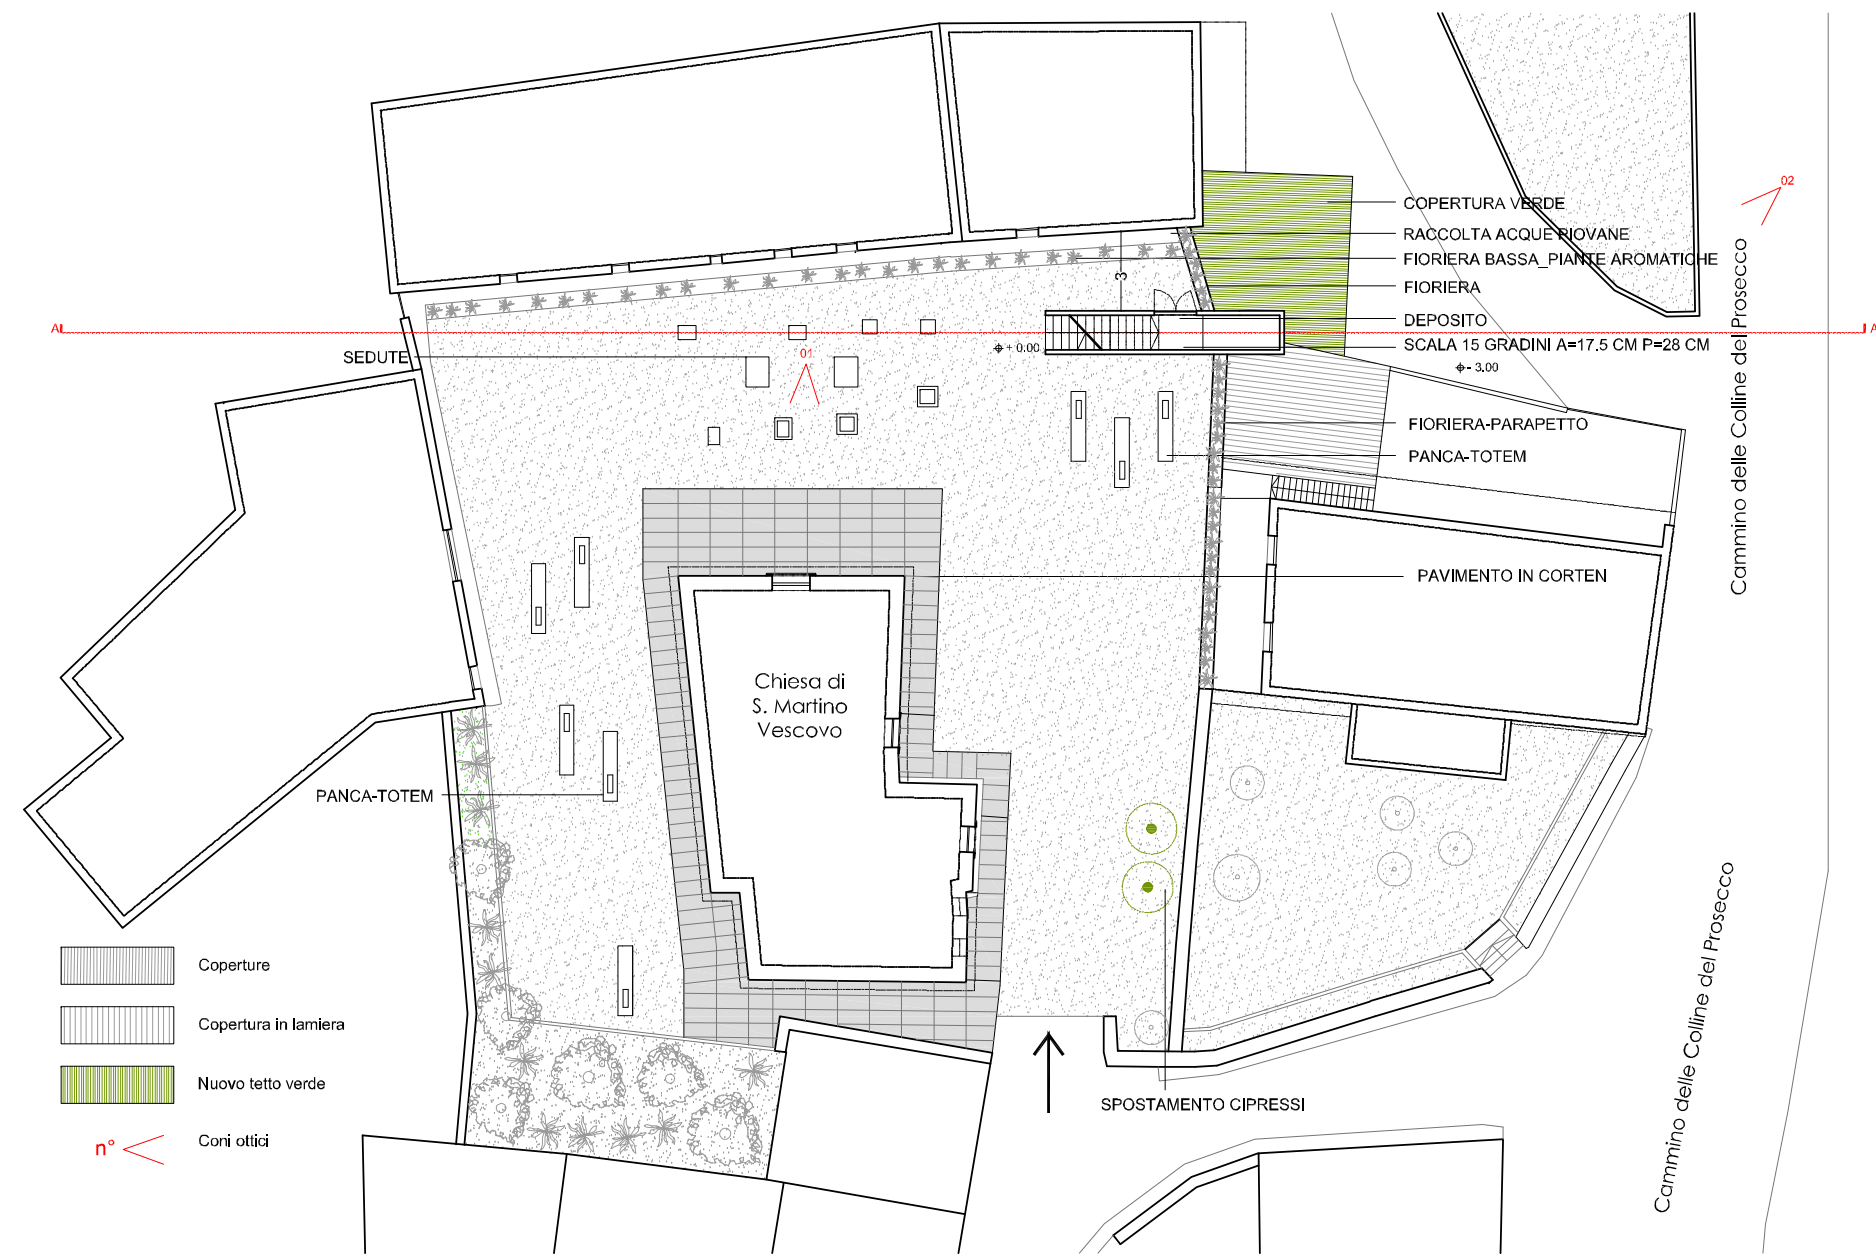 02
COPERTURA VERDE
RACCOLTA ACQUE PIOVANE
FIORIERA BASSA_PIANTE AROMATICHE
3
FIORIERA
DEPOSITO
A
A
SEDUTE
01
+ 0.00
SCALA 15 GRADINI A=17.5 CM P=28 CM
- 3.00
Cammino delle Colline del Prosecco
FIORIERA-PARAPETTO
PANCA-TOTEM
PAVIMENTO IN CORTEN
Chiesa di
S. Martino
Vescovo
PANCA-TOTEM
Coperture
Copertura in lamiera
Nuovo tetto verde
n°
Coni ottici
SPOSTAMENTO CIPRESSI
Cammino delle Colline del Prosecco